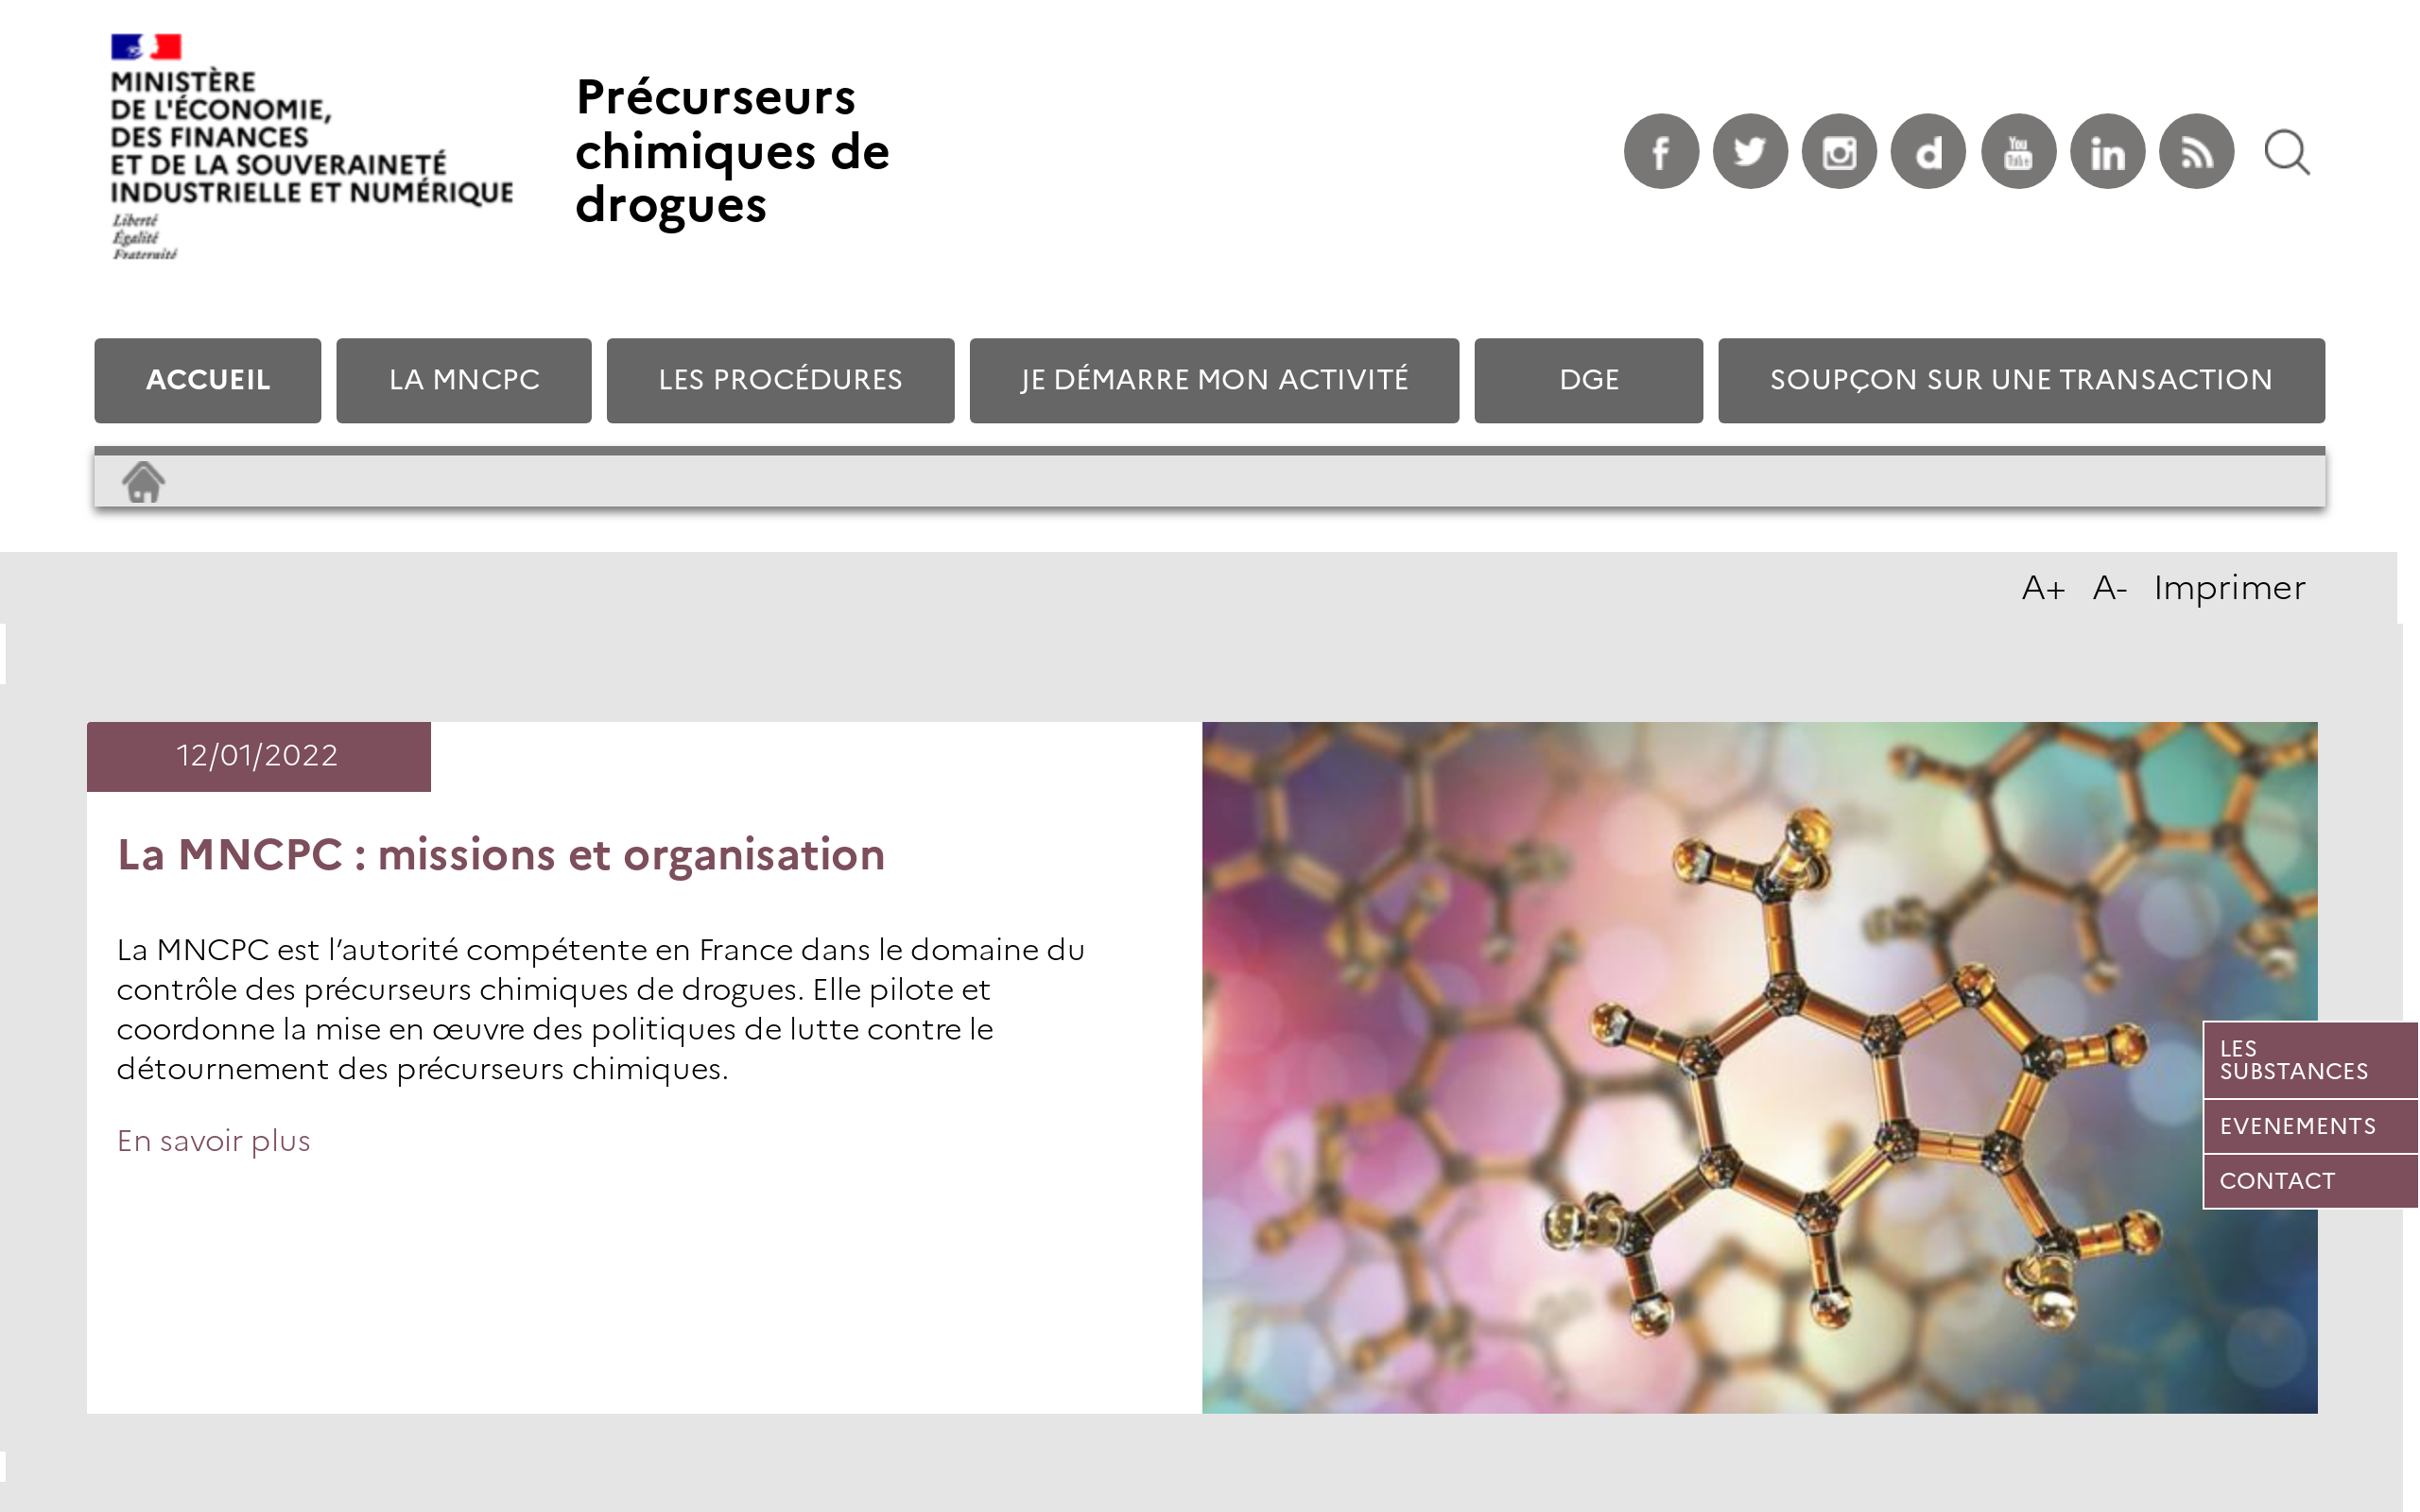 MINISTÈRE
DE L'ÉCONOMIE,
DES FINANCES
ET DE LA SOUVERAINETÉ
INDUSTRIELLE ET NUMÉRIQUE
Liberté
Égalité
Fraternité
Précurseurs
chimiques de
drogues
You
Tube
ACCUEIL
LA MNCPC
LES PROCÉDURES
JE DÉMARRE MON ACTIVITÉ
DGE
SOUPÇON SUR UNE TRANSACTION
A+ A- Imprimer
12/01/2022
La MNCPC : missions et organisation
La MNCPC est l’autorité compétente en France dans le domaine du
contrôle des précurseurs chimiques de drogues. Elle pilote et
coordonne la mise en œuvre des politiques de lutte contre le
détournement des précurseurs chimiques.
En savoir plus
LES
SUBSTANCES
EVENEMENTS
CONTACT